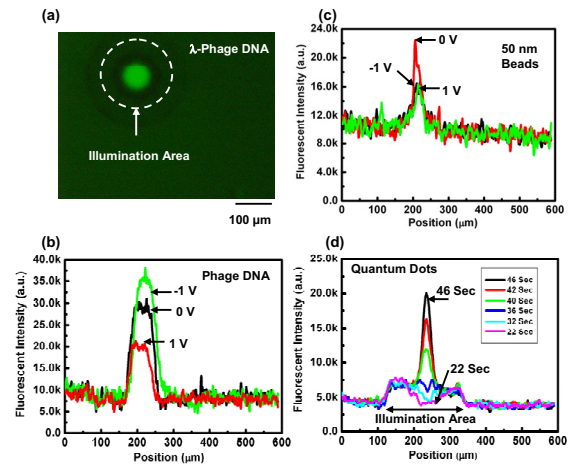 (a)
λ-Phage DNA
Illumination Area
100 µm
(b)
40.0k
35.0k
30.0k
25.0k
20.0k
15.0k
10.0k
5.0k
0.0
Fluorescent Intensity (a.u.)
Phage DNA
-1 V
0 V
1 V
0 100 200 300 400 500 600
Position (µm)
(c)
24.0k
20.0k
16.0k
12.0k
8.0k
4.0k
0.0
Fluorescent Intensity (a.u.)
0 V
-1 V
1 V
50 nm
Beads
0 100 200 300 400 500 600
Position (µm)
(d)
25.0k
20.0k
15.0k
10.0k
5.0k
0.0
Fluorescent Intensity (a.u.)
Quantum Dots
46 Sec
22 Sec
Illumination Area
46 Sec
42 Sec
40 Sec
36 Sec
32 Sec
22 Sec
0 100 200 300 400 500 600
Position (µm)